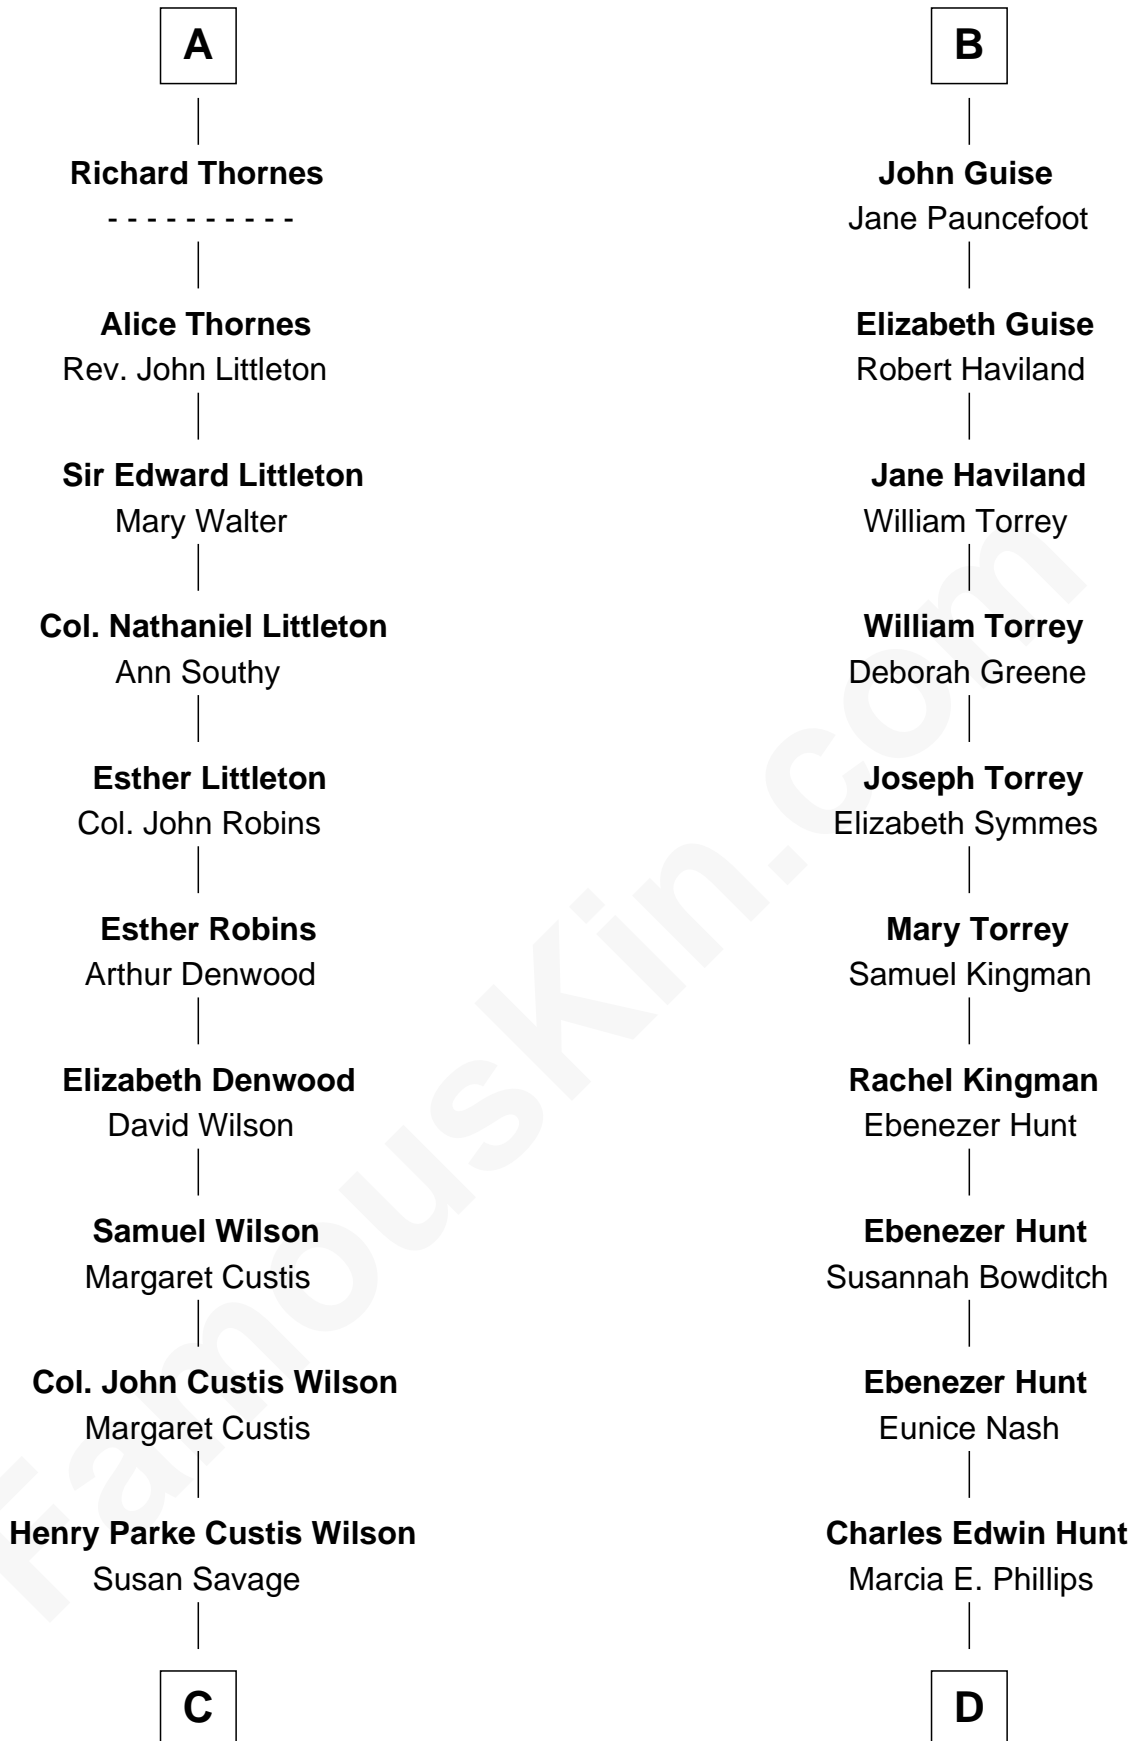 A
Richard Thornes
- - - - - - - - - -
Alice Thornes
Rev. John Littleton
Sir Edward Littleton
Mary Walter
Col. Nathaniel Littleton
Ann Southy
Esther Littleton
Col. John Robins
Esther Robins
Arthur Denwood
Elizabeth Denwood
David Wilson
Samuel Wilson
Margaret Custis
Col. John Custis Wilson
Margaret Custis
Henry Parke Custis Wilson
Susan Savage
C
B
John Guise
Jane Pauncefoot
Elizabeth Guise
Robert Haviland
Jane Haviland
William Torrey
William Torrey
Deborah Greene
Joseph Torrey
Elizabeth Symmes
Mary Torrey
Samuel Kingman
Rachel Kingman
Ebenezer Hunt
Ebenezer Hunt
Susannah Bowditch
Ebenezer Hunt
Eunice Nash
Charles Edwin Hunt
Marcia E. Phillips
D
FamousKin.com